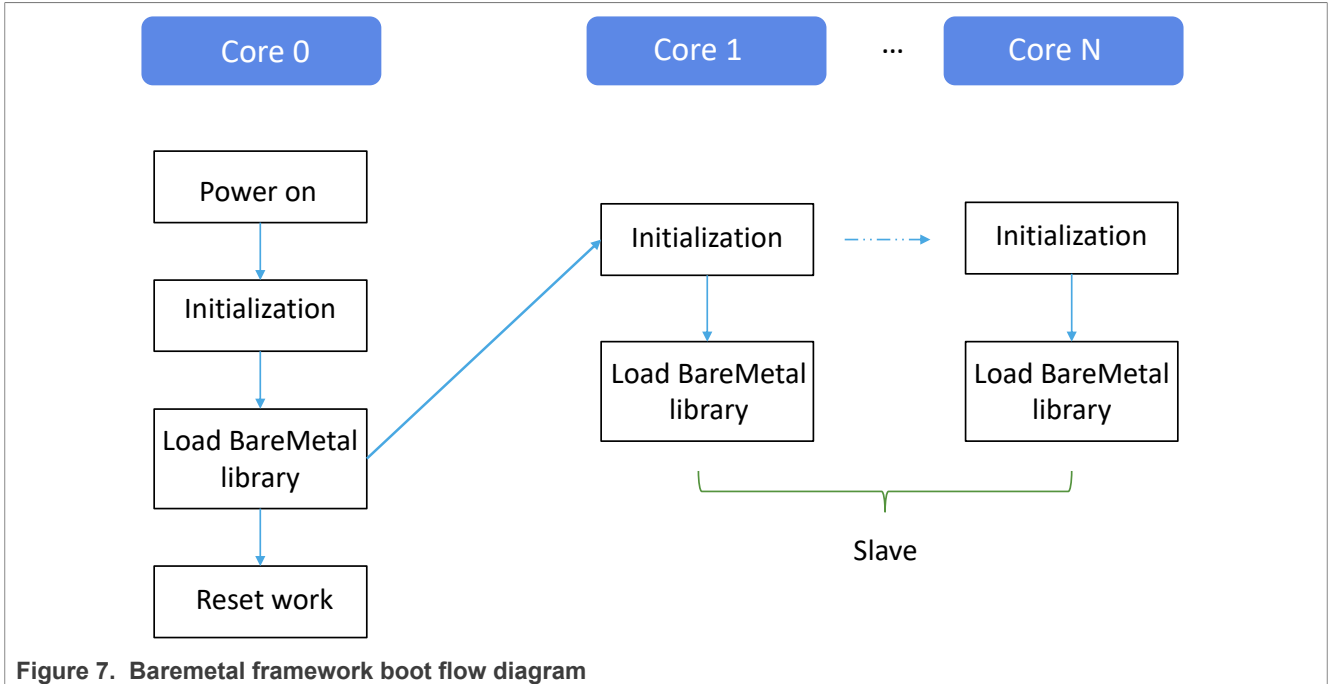 Core 0
Core 1
...
Core N
Power on
Initialization
Load BareMetal
library
Reset work
Initialization
Load BareMetal
library
Initialization
Load BareMetal
library
Slave
Figure 7. Baremetal framework boot flow diagram